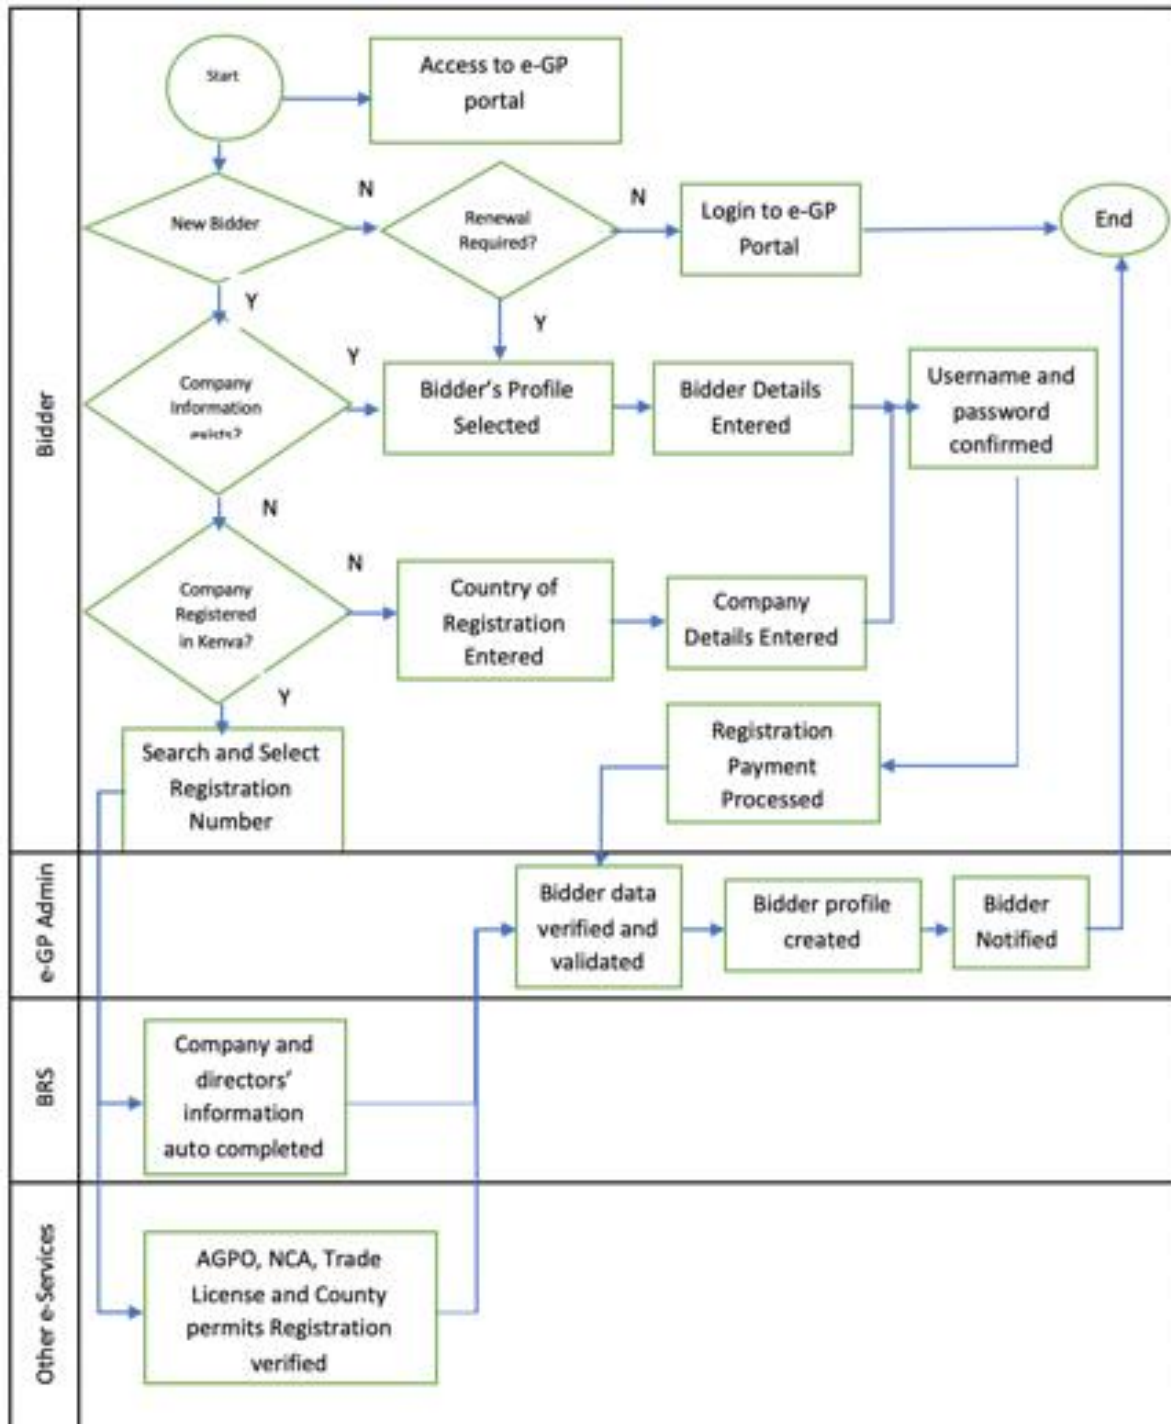 Start
Access to e-GP
portal
New Bidder
N
Renewal
Required?
N
Login to e-GP
Portal
End
Y
Y
Company
Information
exists?
Y
Bidder's Profile
Selected
Bidder Details
Entered
Username and
password
confirmed
Bidder
N
Company
Registered
in Kenya?
N
Country of
Registration
Entered
Company
Details Entered
Y
Search and Select
Registration
Number
Registration
Payment
Processed
e-GP Admin
Bidder data
verified and
validated
Bidder profile
created
Bidder
Notified
BRS
Company and
directors'
information
auto completed
Other e-Services
AGPO, NCA, Trade
License and County
permits Registration
verified